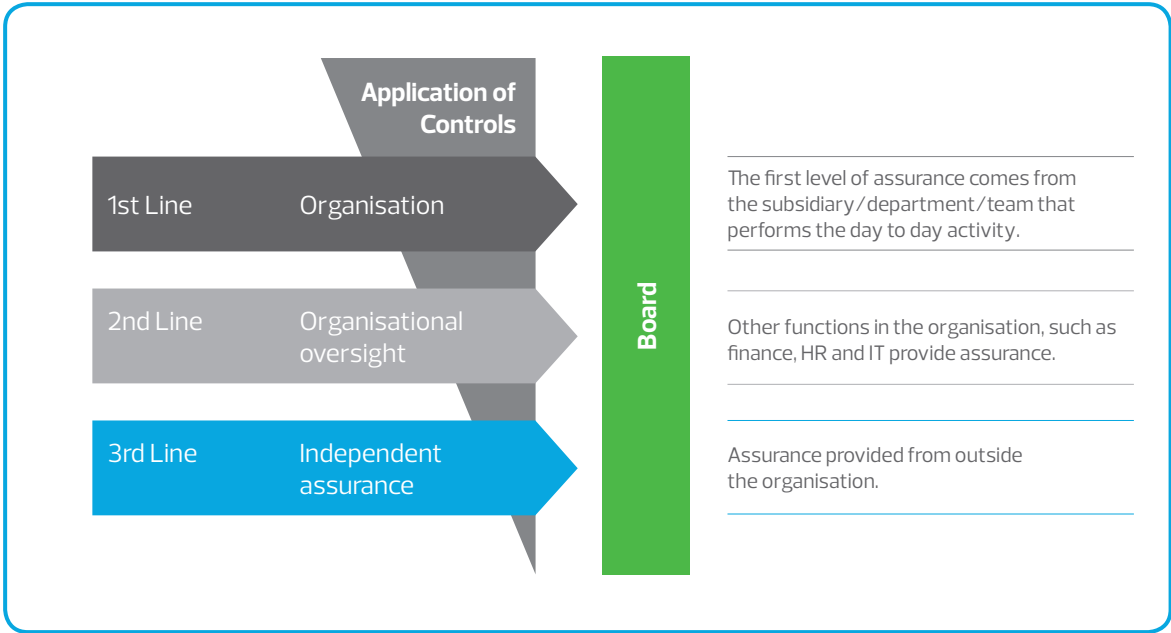 Application of
Controls
1st Line
Organisation
The first level of assurance comes from
the subsidiary/department/team that
performs the day to day activity.
2nd Line
Organisational
oversight
Other functions in the organisation, such as
finance, HR and IT provide assurance.
3rd Line
Independent
assurance
Assurance provided from outside
the organisation.
Board